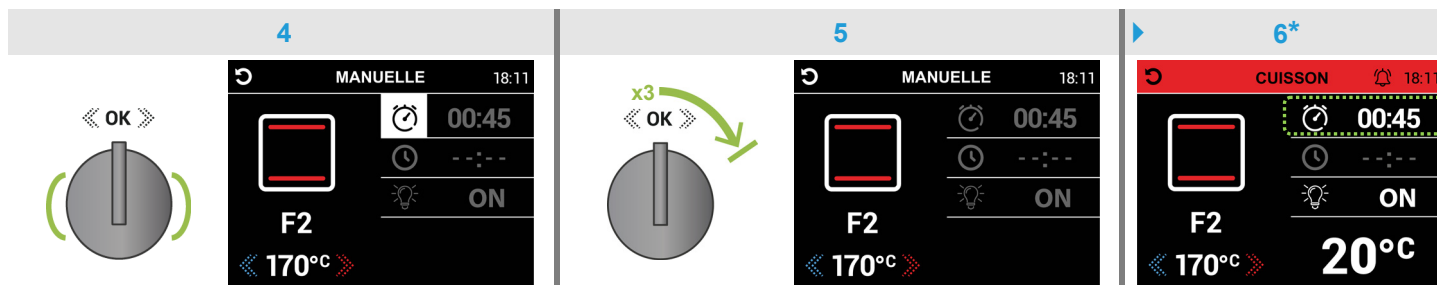 4
5
6*
OK
MANUELLE 18:11
00:45
--:--
ON
F2
170°C
x3
OK
MANUELLE 18:11
00:45
--:--
ON
F2
170°C
CUISSON 18:11
00:45
--:--
ON
F2
170°C
20°C